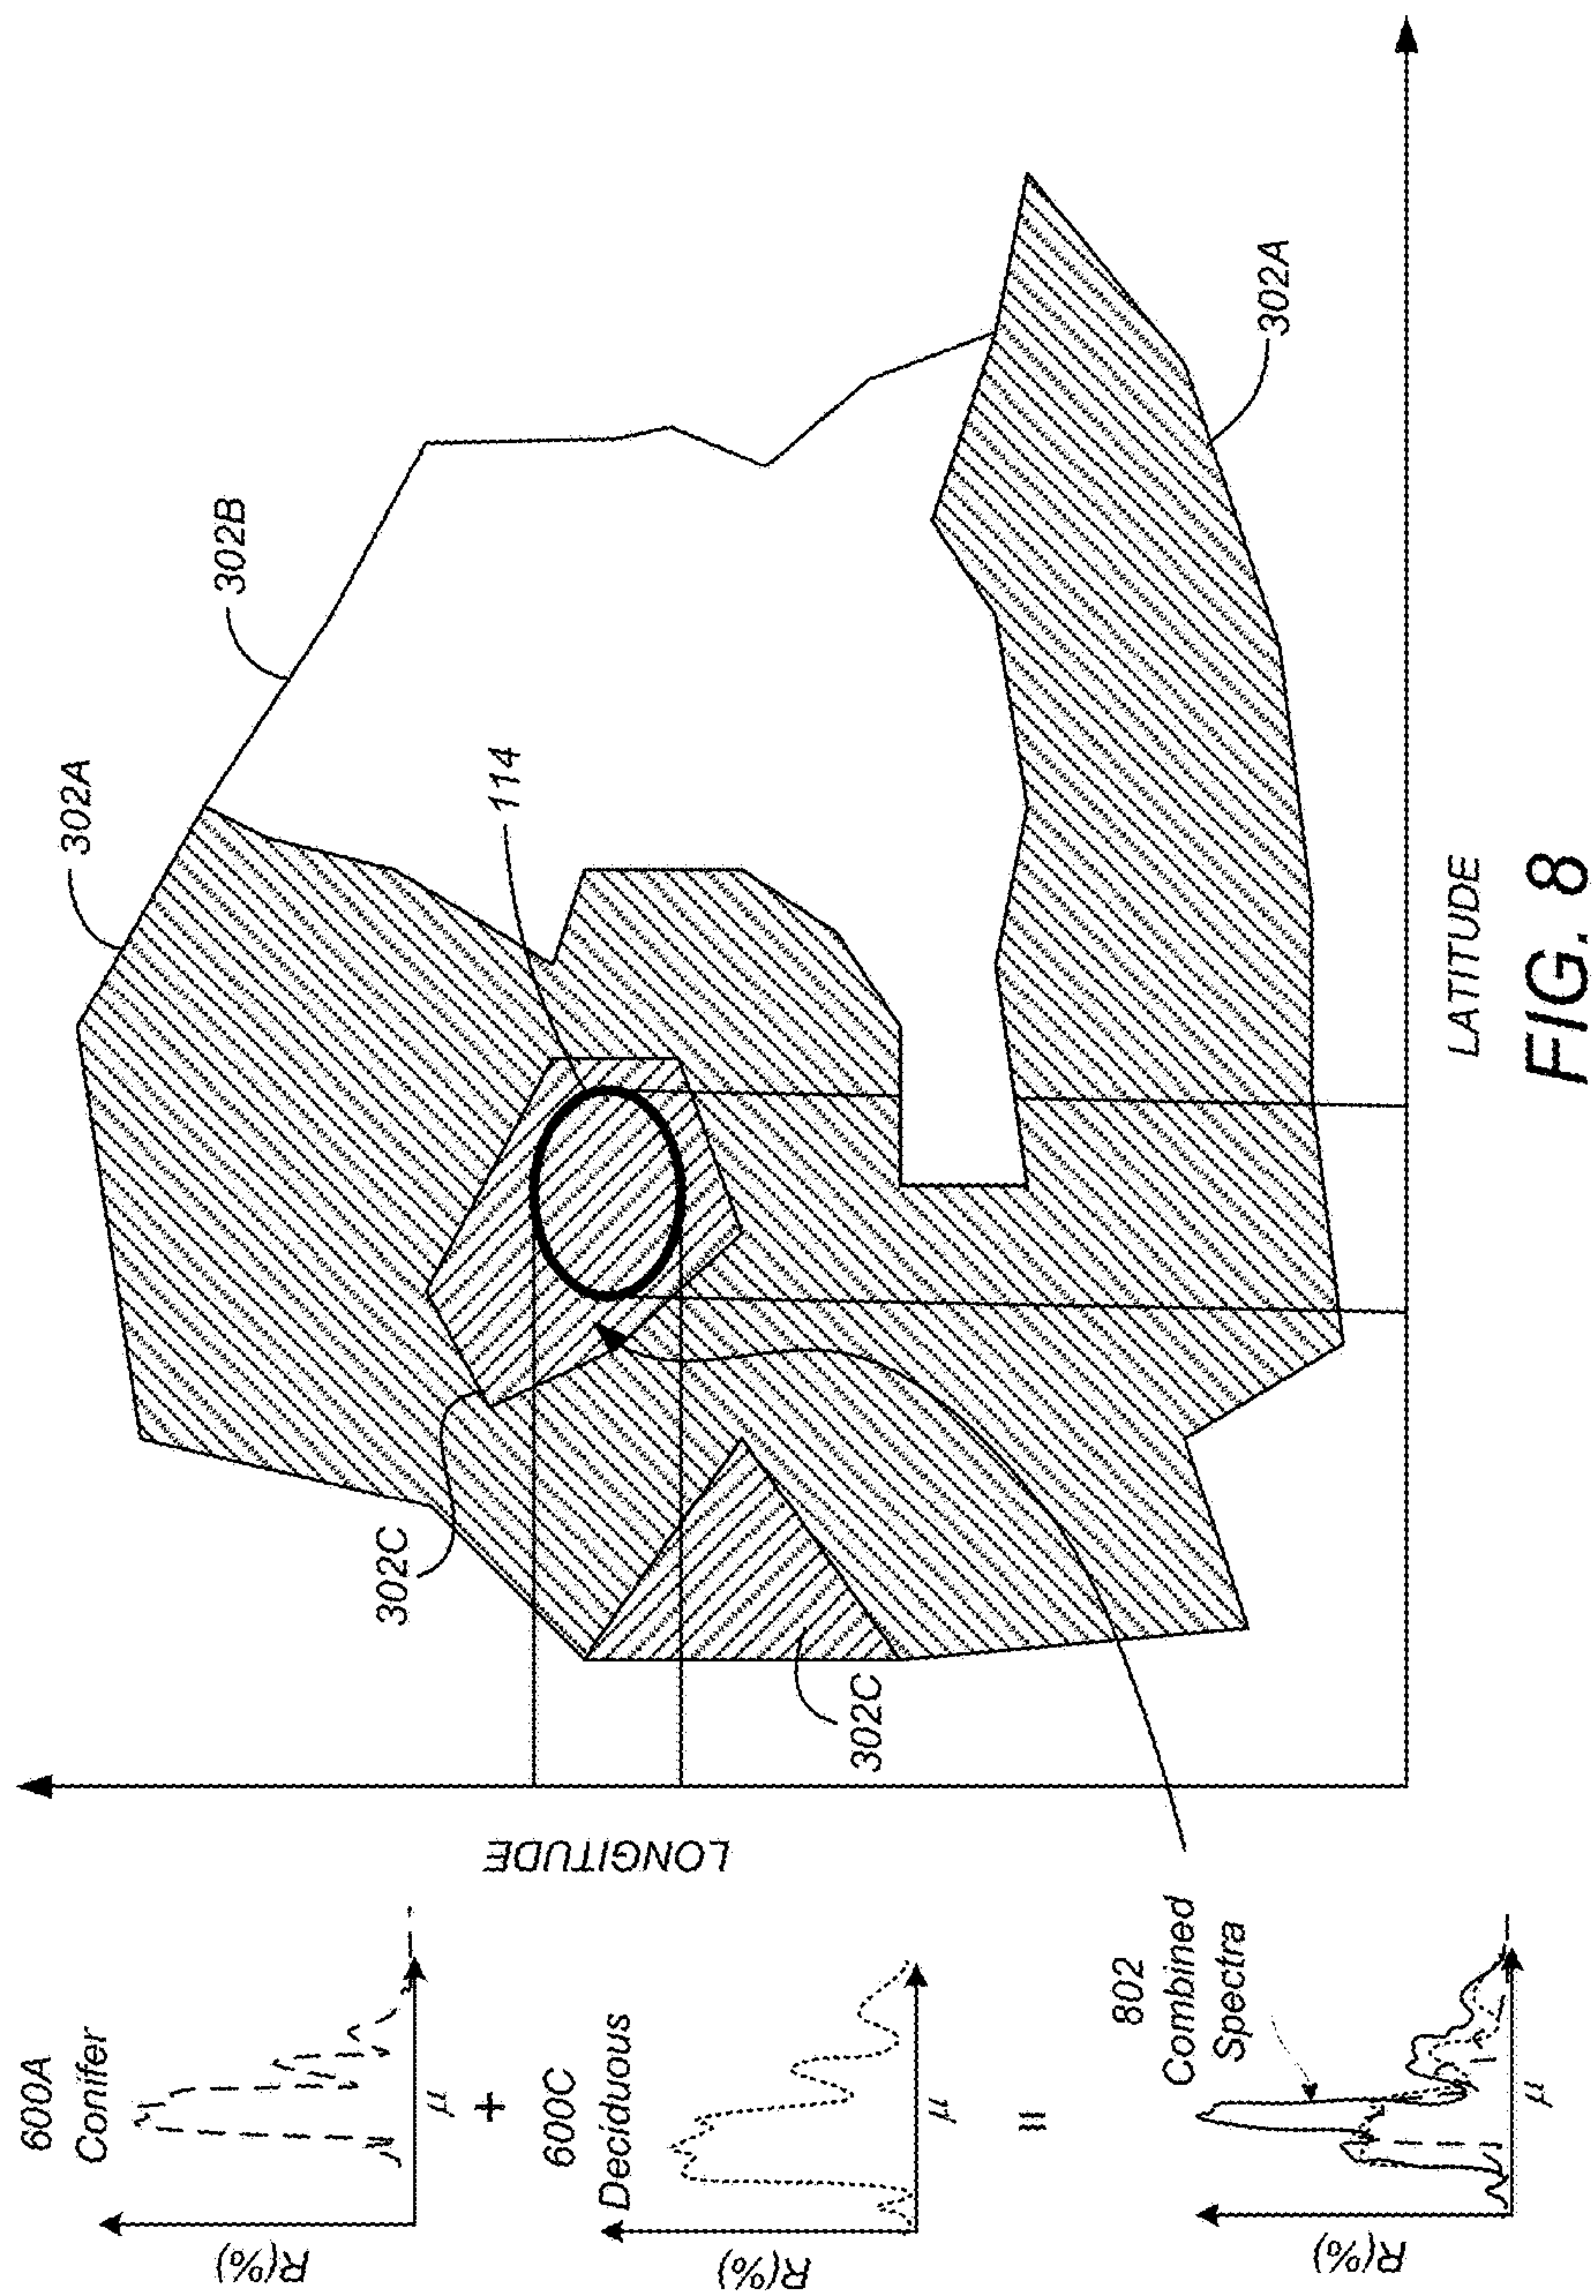 600A
Conifer
R(%)
μ
+
600C
Deciduous
R(%)
μ
=
802
Combined
Spectra
R(%)
μ
LONGITUDE
302A
302B
114
302C
302C
302A
LATITUDE
FIG. 8